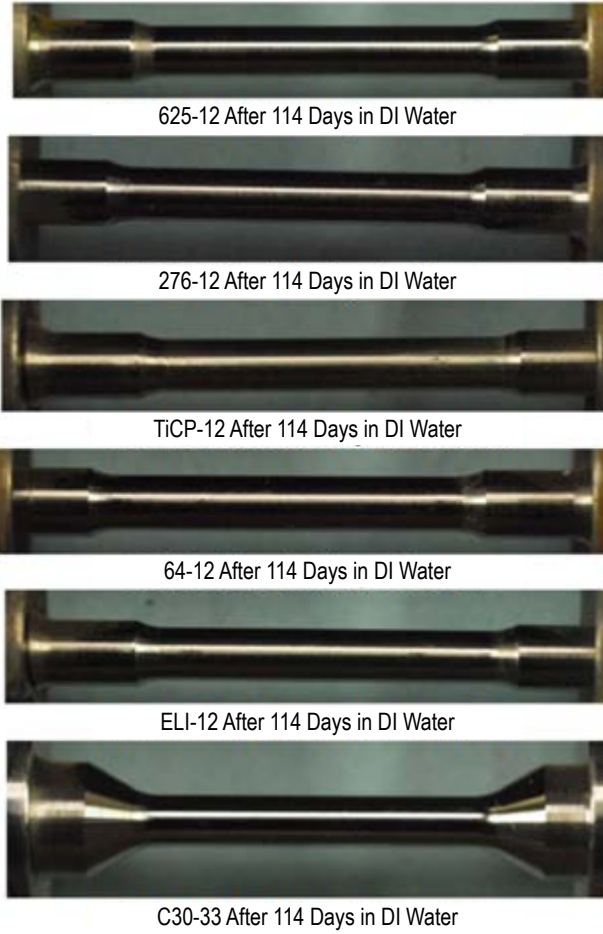 625-12 After 114 Days in DI Water
276-12 After 114 Days in DI Water
TiCP-12 After 114 Days in DI Water
64-12 After 114 Days in DI Water
ELI-12 After 114 Days in DI Water
C30-33 After 114 Days in DI Water